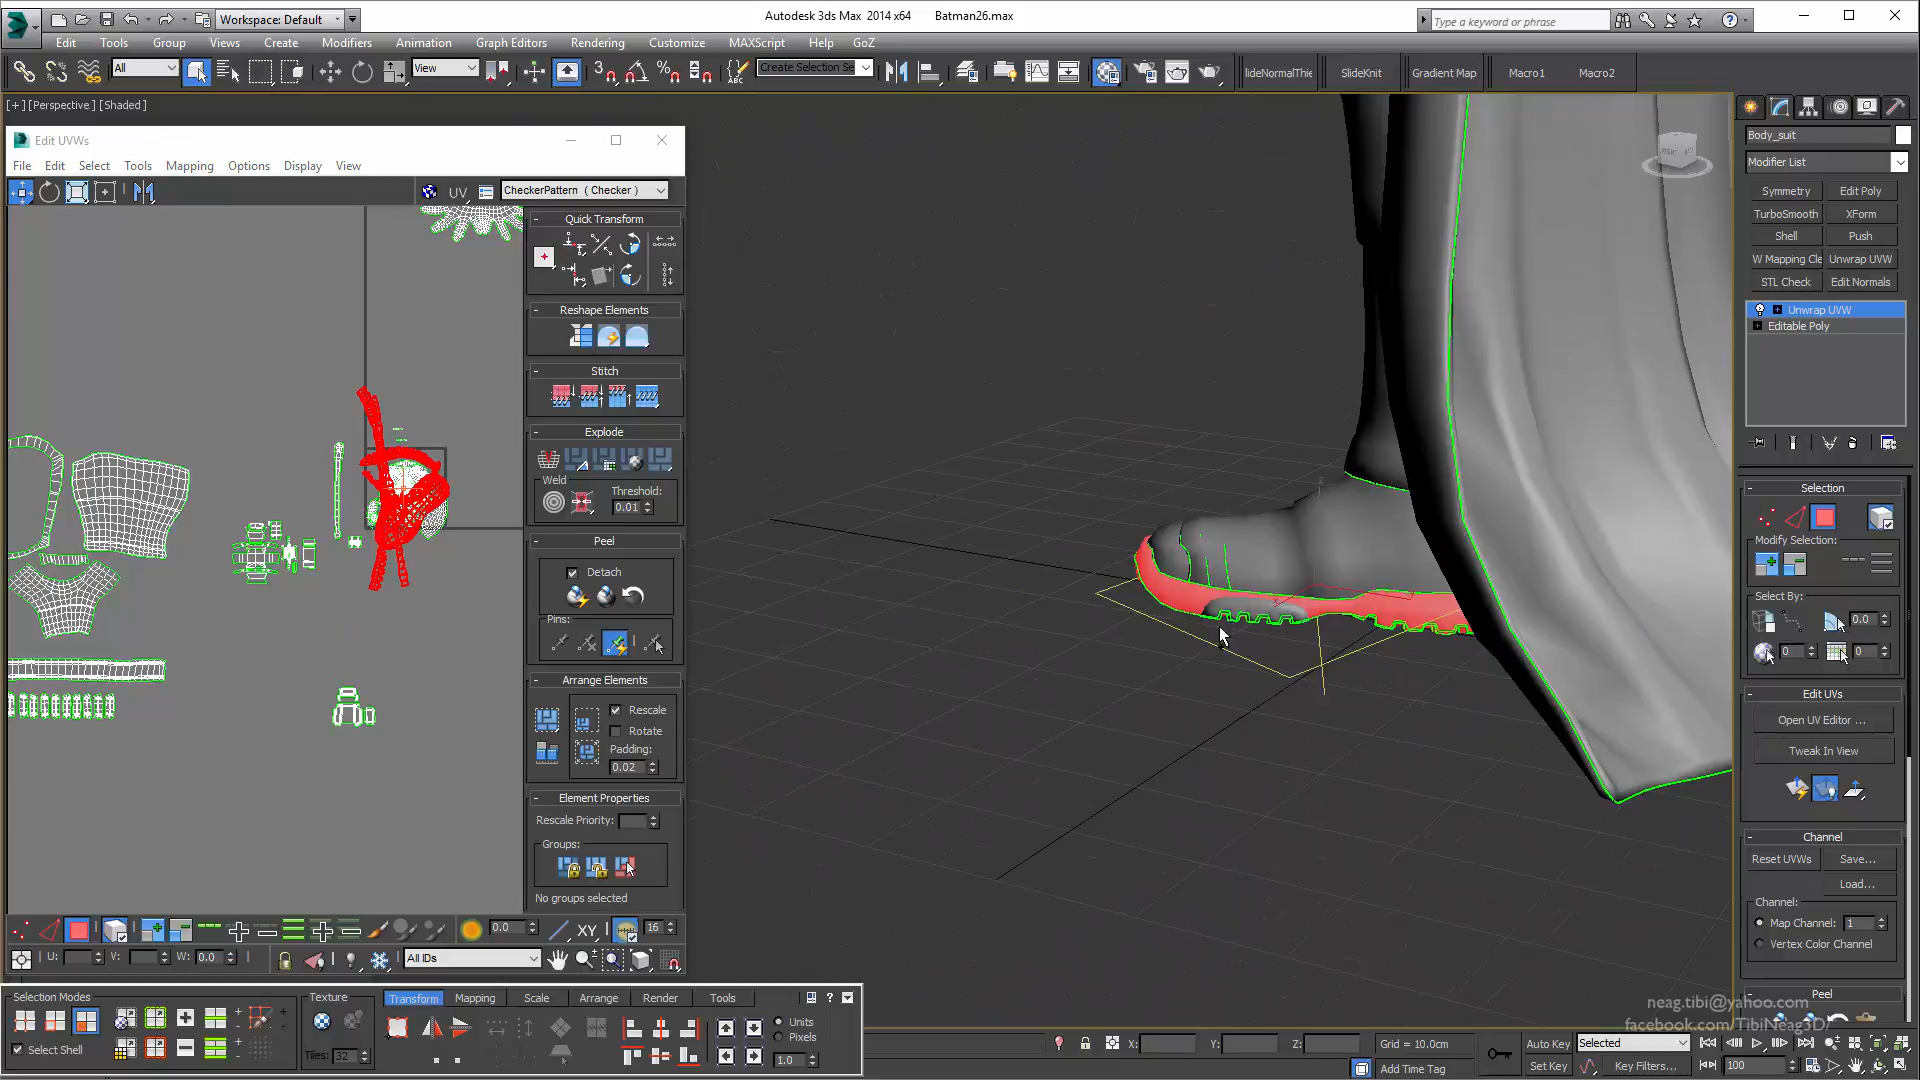 Workspace: Default
Autodesk 3ds Max 2014 x64 Batman26.max
Type a keyword or phrase
Edit Tools Group Views Create Modifiers Animation Graph Editors Rendering Customize MAXScript Help GoZ
All View Create Selection Se lideNormalThie SlideKnit Gradient Map Macro1 Macro2
[+] [Perspective] [Shaded]
Edit UVWs
File Edit Select Tools Mapping Options Display View
UV CheckerPattern ( Checker )
Quick Transform
Reshape Elements
Stitch
Explode
Weld
Threshold:
0.01
Peel
Detach
Pins:
Arrange Elements
Rescale
Rotate
Padding:
0.02
Element Properties
Rescale Priority:
Groups:
No groups selected
0.0 XY 16
U: V: W: 0.0 All IDs
Selection Modes
Select Shell
Texture
Tiles: 32
Transform Mapping Scale Arrange Render Tools
Units
Pixels
1.0
Body_suit
Modifier List
Symmetry Edit Poly
TurboSmooth XForm
Shell Push
W Mapping Cle Unwrap UVW
STL Check Edit Normals
Unwrap UVW
Editable Poly
Selection
Modify Selection:
Select By:
0.0
0 0
Edit UVs
Open UV Editor ...
Tweak In View
Channel
Reset UVWs Save...
Load...
Channel:
Map Channel: 1
Vertex Color Channel
Peel
neag.tibi@yahoo.com
facebook.com/TibiNeag3D/
X: Y: Z: Grid = 10.0cm Auto Key Selected
Add Time Tag Set Key Key Filters... 100